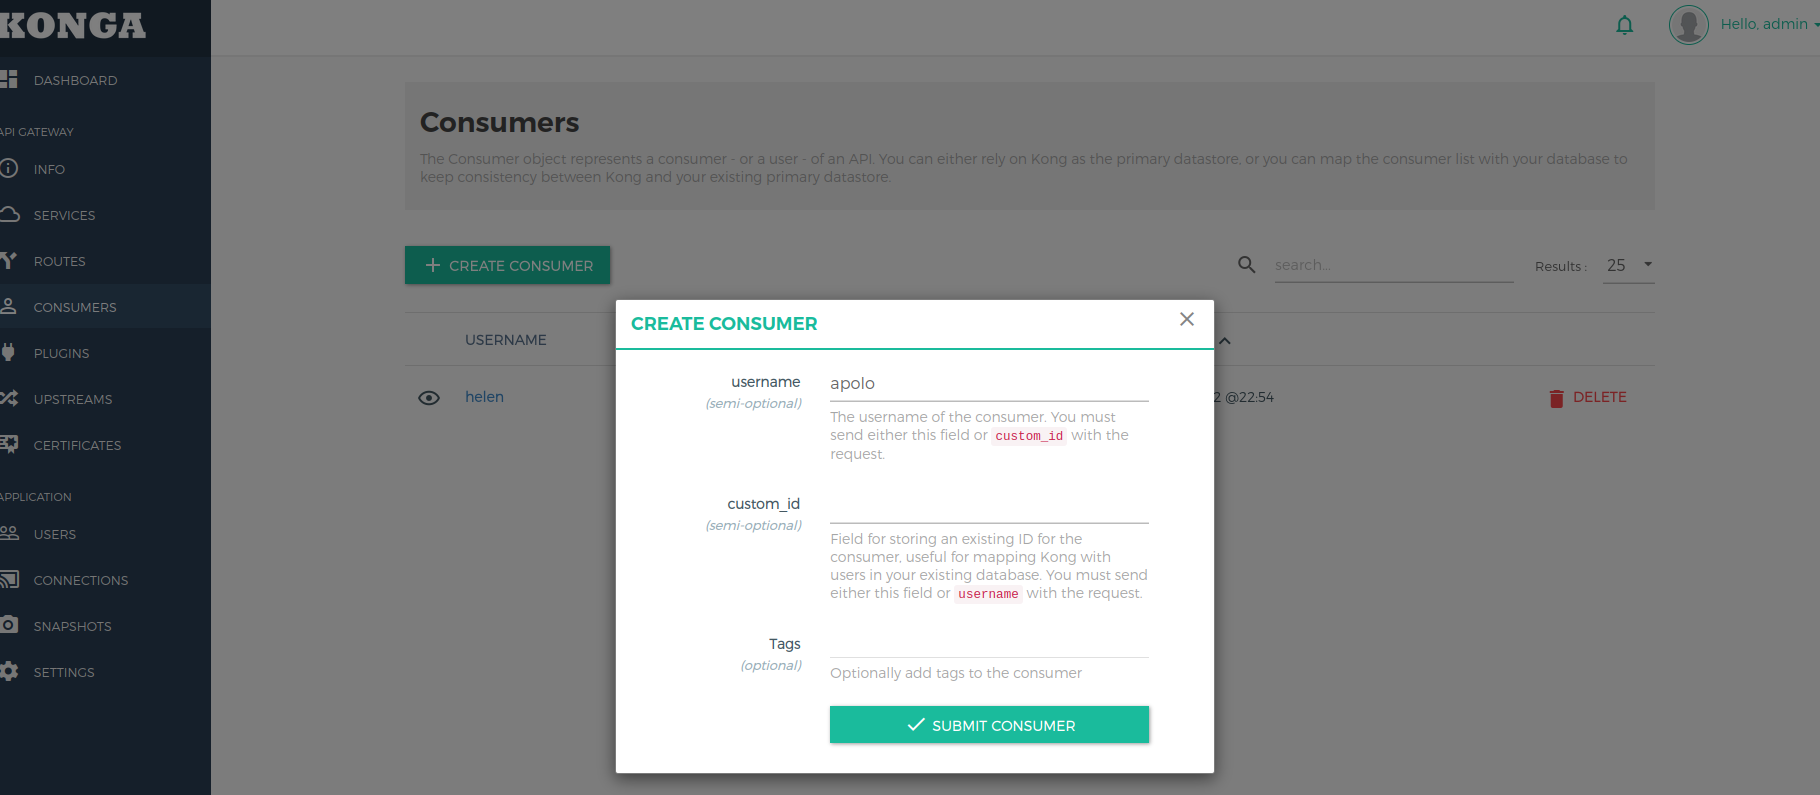 KONGA
Hello, admin
DASHBOARD
API GATEWAY
INFO
SERVICES
ROUTES
CONSUMERS
PLUGINS
UPSTREAMS
CERTIFICATES
APPLICATION
USERS
CONNECTIONS
SNAPSHOTS
SETTINGS
Consumers
The Consumer object represents a consumer - or a user - of an API. You can either rely on Kong as the primary datastore, or you can map the consumer list with your database to
keep consistency between Kong and your existing primary datastore.
CREATE CONSUMER
search...
Results :
25
USERNAME
helen
2 @22:54
DELETE
CREATE CONSUMER
username
(semi-optional)
apolo
The username of the consumer. You must
send either this field or custom_id with the
request.
custom_id
(semi-optional)
Field for storing an existing ID for the
consumer, useful for mapping Kong with
users in your existing database. You must send
either this field or username with the request.
Tags
(optional)
Optionally add tags to the consumer
SUBMIT CONSUMER